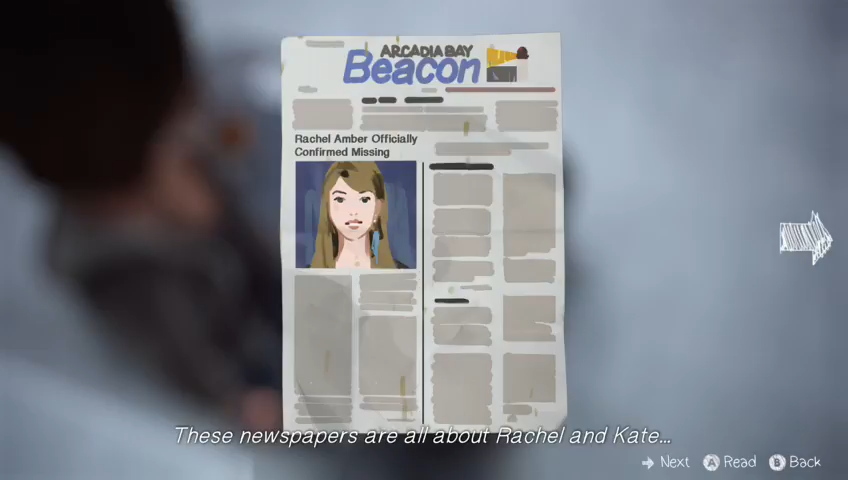 ARCADIA BAY
Beacon
Rachel Amber Officially
Confirmed Missing
These newspapers are all about Rachel and Kate...
Next A Read B Back